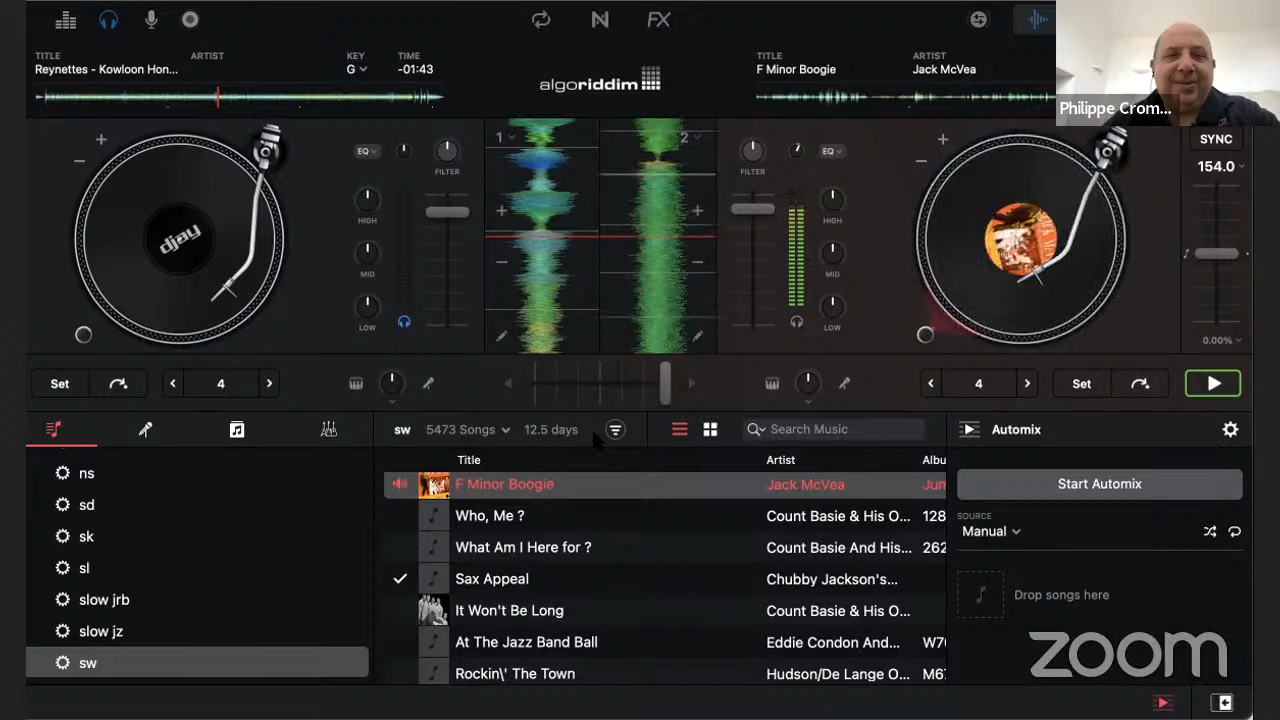 FX
TITLE
ARTIST
KEY
TIME
Reynettes - Kowloon Hon...
G
-01:43
algoriddim
TITLE
ARTIST
F Minor Boogie
Jack McVea
Philippe Crom...
EQ
FILTER
HIGH
MID
LOW
djay
1
2
FILTER
EQ
HIGH
MID
LOW
SYNC
154.0
0.00%
Set
4
4
Set
sw
5473 Songs
12.5 days
Search Music
Automix
ns
sd
sk
sl
slow jrb
slow jz
sw
Title
Artist
Albu
F Minor Boogie
Jack McVea
Jun
Who, Me ?
Count Basie & His O...
128
What Am I Here for ?
Count Basie And His...
262
Sax Appeal
Chubby Jackson's...
It Won't Be Long
Count Basie & His O...
At The Jazz Band Ball
Eddie Condon And...
W70
Rockin\' The Town
Hudson/De Lange O...
M6
Start Automix
SOURCE
Manual
Drop songs here
zoom